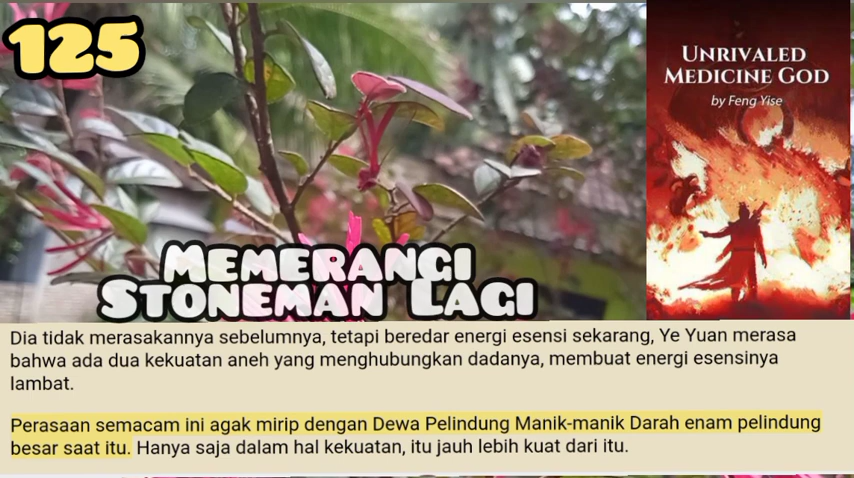 125
UNRIVALED
MEDICINE GOD
by Feng Yise
MEMERANGI
STONEMAN LAGI
Dia tidak merasakannya sebelumnya, tetapi beredar energi esensi sekarang, Ye Yuan merasa
bahwa ada dua kekuatan aneh yang menghubungkan dadanya, membuat energi esensinya
lambat.
Perasaan semacam ini agak mirip dengan Dewa Pelindung Manik-manik Darah enam pelindung
besar saat itu. Hanya saja dalam hal kekuatan, itu jauh lebih kuat dari itu.